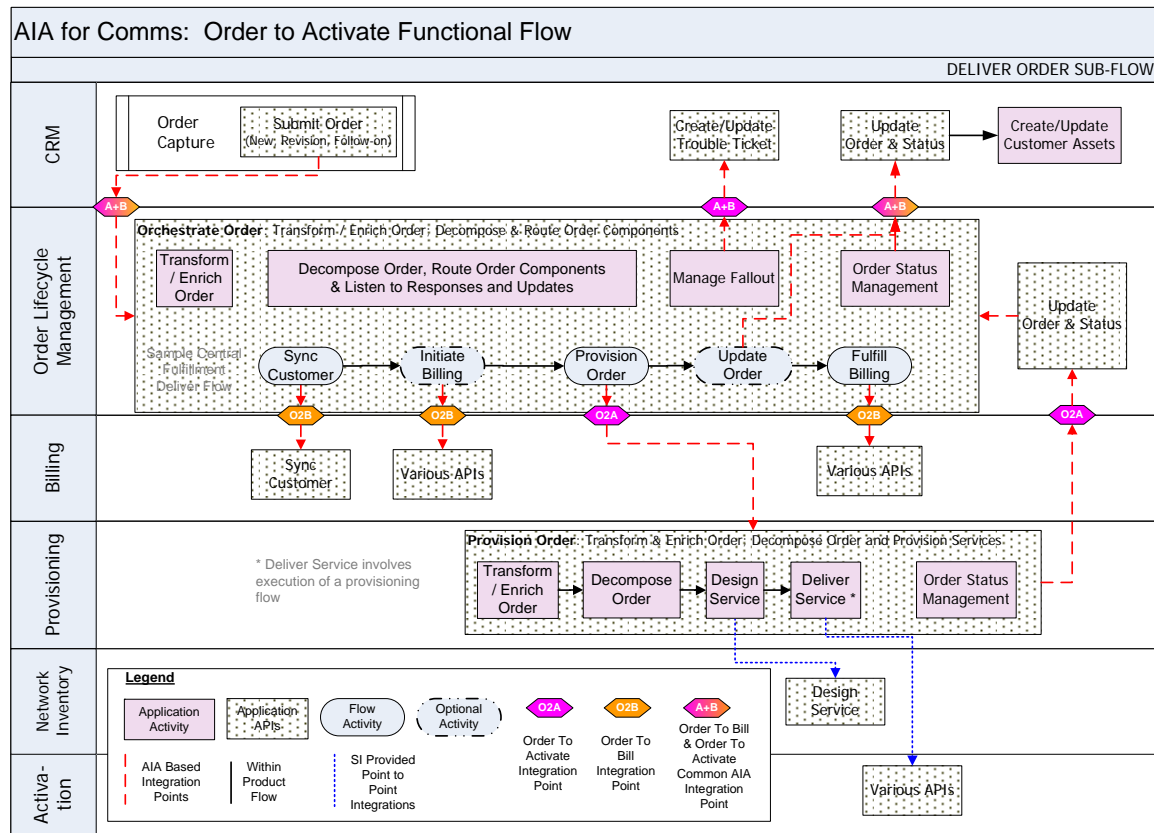 AIA for Comms:  Order to Activate Functional Flow
DELIVER ORDER SUB-FLOW
CRM
Order
Capture
Submit Order
(New, Revision, Follow-on)
Create/Update
Trouble Ticket
Update
Order & Status
Create/Update
Customer Assets
A+B
A+B
A+B
Order Lifecycle
Management
Orchestrate Order: Transform / Enrich Order; Decompose & Route Order Components
Transform
/ Enrich
Order
Decompose Order, Route Order Components
& Listen to Responses and Updates
Manage Fallout
Order Status
Management
Update
Order & Status
Sample Central
Fulfillment
Deliver Flow
Sync
Customer
Initiate
Billing
Provision
Order
Update
Order
Fulfill
Billing
O2B
O2B
O2A
O2B
O2A
Billing
Sync
Customer
Various APIs
Various APIs
Provisioning
* Deliver Service involves
execution of a provisioning
flow
Provision Order: Transform & Enrich Order; Decompose Order and Provision Services
Transform
/ Enrich
Order
Decompose
Order
Design
Service
Deliver
Service *
Order Status
Management
Network
Inventory
Design
Service
Activa-
tion
Various APIs
Legend
Application
Activity
Application
APIs
Flow
Activity
Optional
Activity
O2A
Order To
Activate
Integration
Point
O2B
Order To
Bill
Integration
Point
A+B
Order To Bill
& Order To
Activate
Common AIA
Integration
Point
AIA Based
Integration
Points
Within
Product
Flow
SI Provided
Point to
Point
Integrations